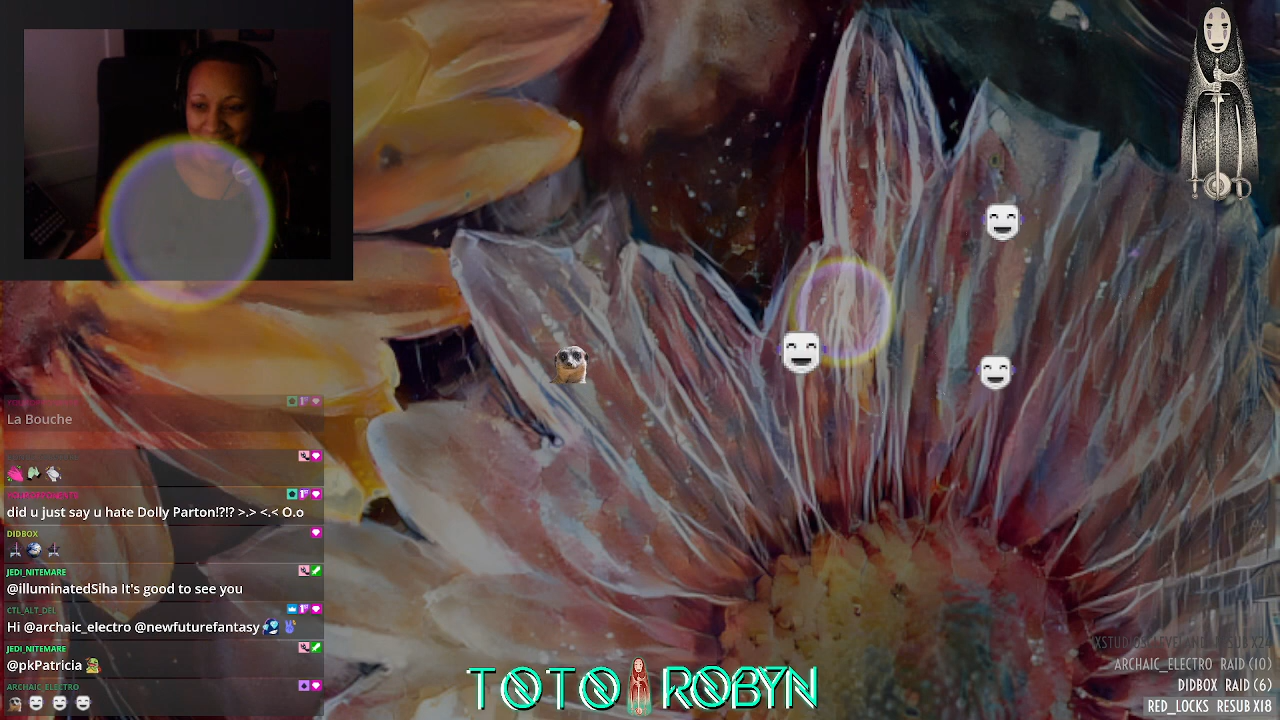 La Bouche
did u just say u hate Dolly Parton!?!? >.> <.< O.o
DIDBOX
JEDI_NITEMARE
@illuminatedSiha It's good to see you
CTL_ALT_DEL
Hi @archaic_electro @newfuturefantasy
JEDI_NITEMARE
@pkPatricia
ARCHAIC_ELECTRO
TOTO ROBYN
ARCHAIC_ELECTRO RAID (10)
DIDBOX RAID (6)
RED_LOCKS RESUB X18